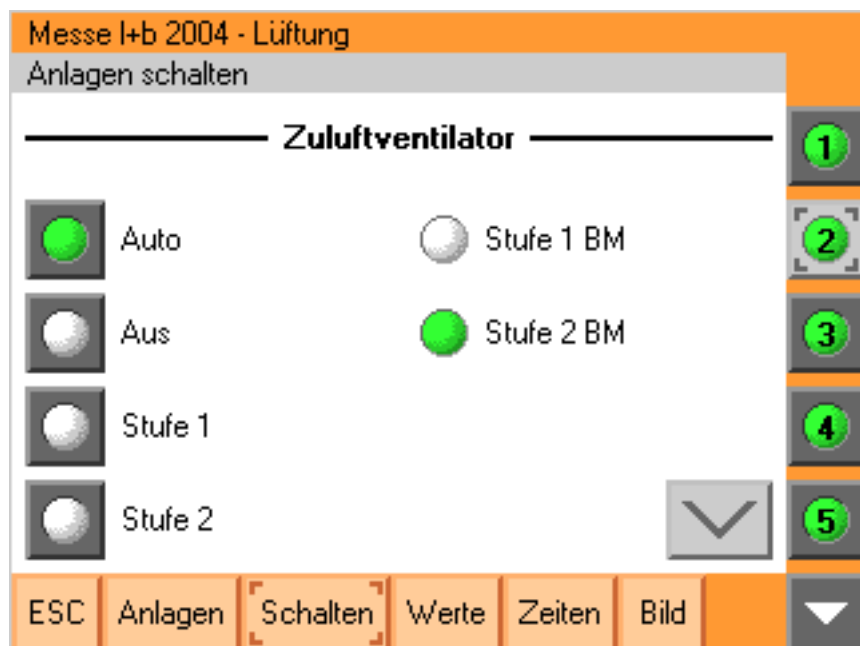 Messe I+b 2004 - Lüftung
Anlagen schalten
Zuluftventilator
1
Auto
Stufe 1 BM
2
Aus
Stufe 2 BM
3
Stufe 1
4
Stufe 2
5
ESC
Anlagen
Schalten
Werte
Zeiten
Bild